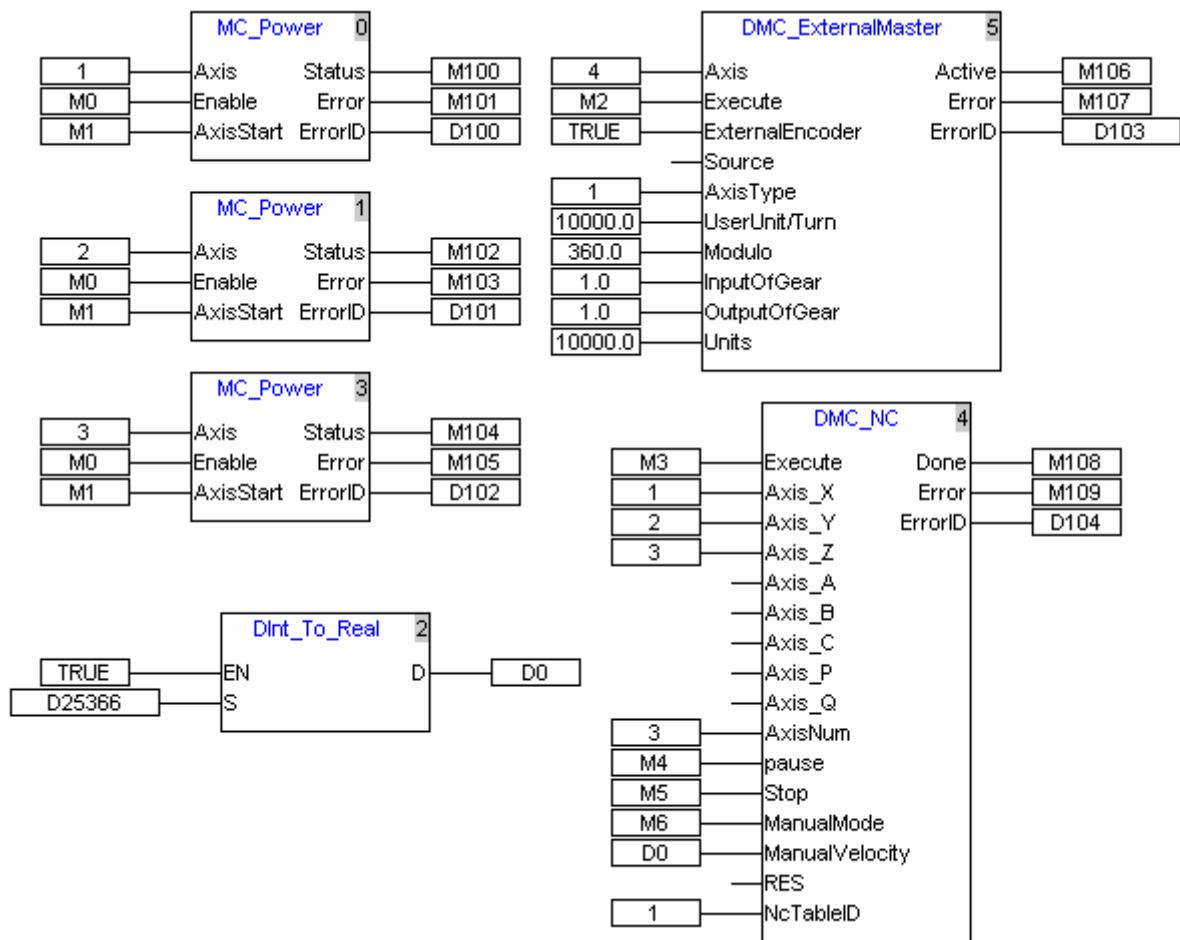 MC_Power 0
1 Axis Status M100
M0 Enable Error M101
M1 AxisStart ErrorID D100
MC_Power 1
2 Axis Status M102
M0 Enable Error M103
M1 AxisStart ErrorID D101
MC_Power 3
3 Axis Status M104
M0 Enable Error M105
M1 AxisStart ErrorID D102
DInt_To_Real 2
TRUE EN D D0
D25366 S
DMC_ExternalMaster 5
4 Axis Active M106
M2 Execute Error M107
TRUE ExternalEncoder ErrorID D103
Source
1 AxisType
10000.0 UserUnit/Turn
360.0 Modulo
1.0 InputOfGear
1.0 OutputOfGear
10000.0 Units
DMC_NC 4
M3 Execute Done M108
1 Axis_X Error M109
2 Axis_Y ErrorID D104
3 Axis_Z
Axis_A
Axis_B
Axis_C
Axis_P
Axis_Q
3 AxisNum
M4 pause
M5 Stop
M6 ManualMode
D0 ManualVelocity
RES
1 NcTableID